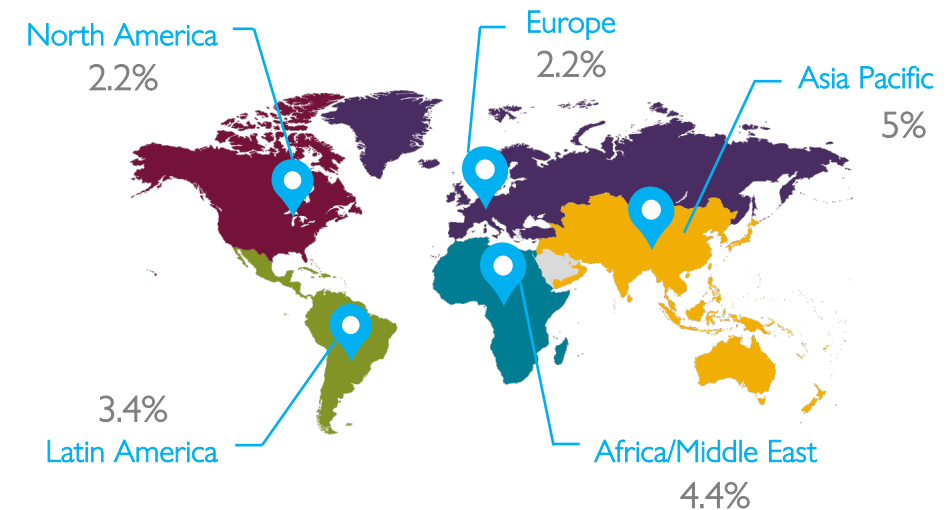 North America
2.2%
Europe
2.2%
Asia Pacific
5%
3.4%
Latin America
Africa/Middle East
4.4%